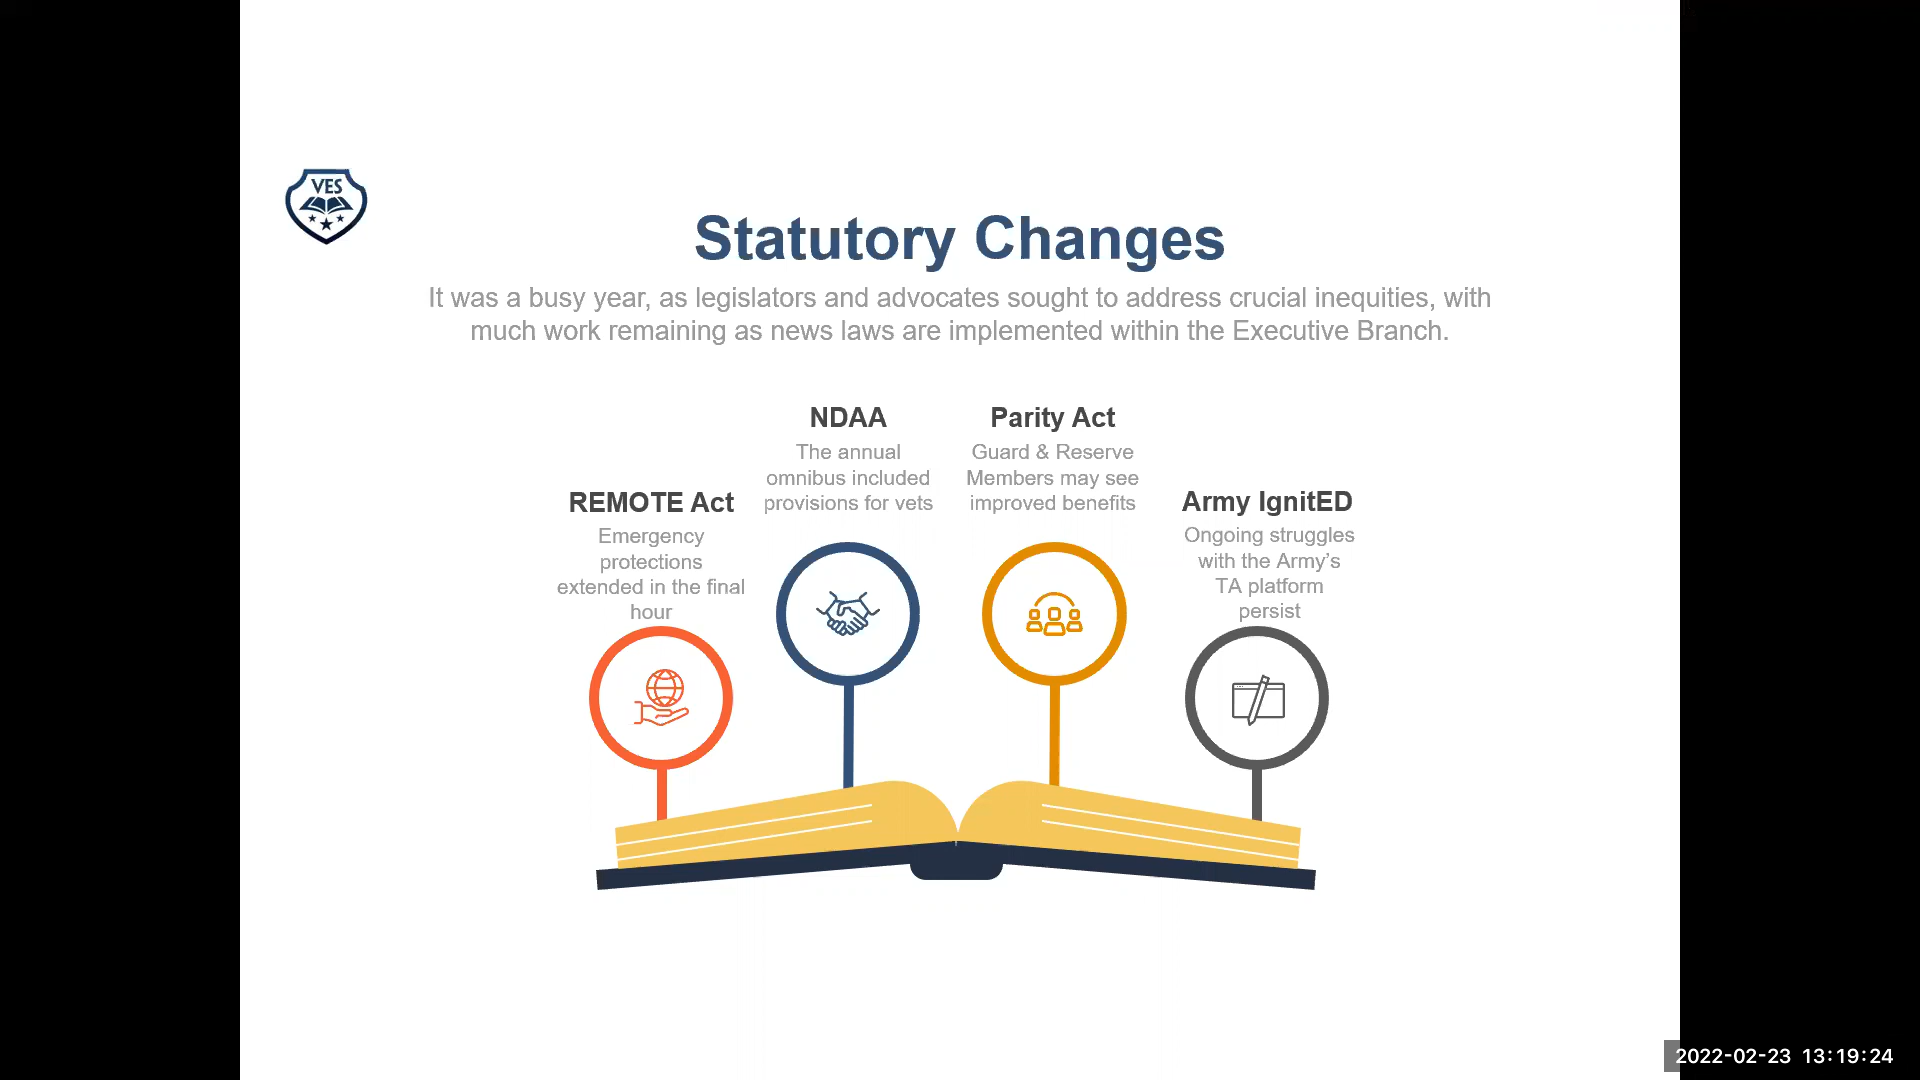 VES
Statutory Changes
It was a busy year, as legislators and advocates sought to address crucial inequities, with
much work remaining as news laws are implemented within the Executive Branch.
REMOTE Act
Emergency
protections
extended in the final
hour
NDAA
The annual
omnibus included
provisions for vets
Parity Act
Guard & Reserve
Members may see
improved benefits
Army IgnitED
Ongoing struggles
with the Army’s
TA platform
persist
2022-02-23 13:19:24